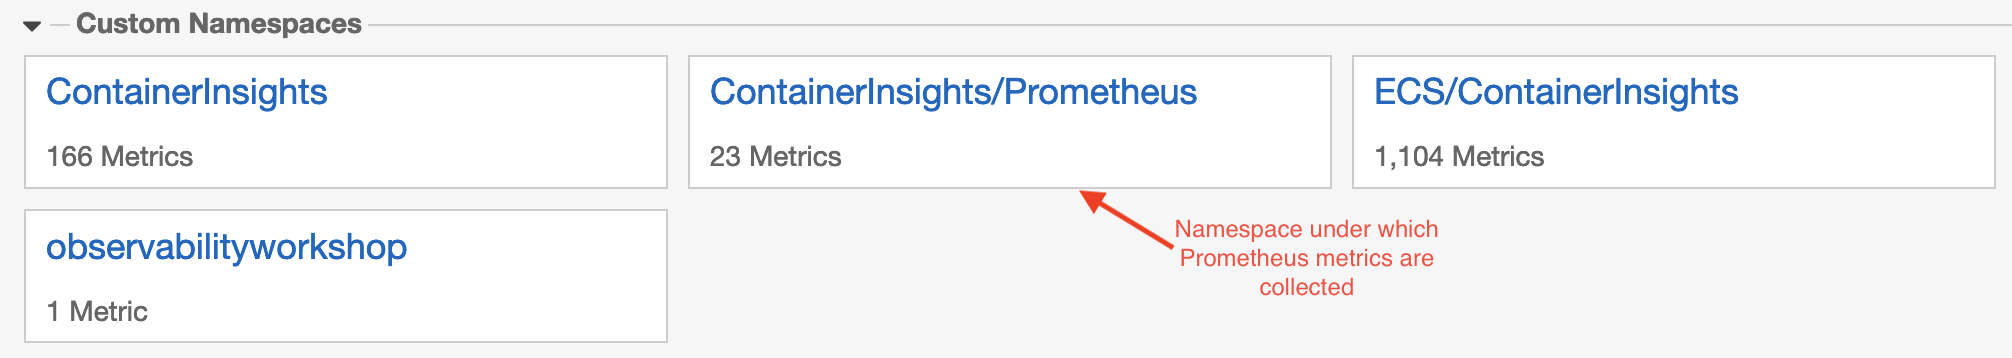 Custom Namespaces
ContainerInsights
166 Metrics
ContainerInsights/Prometheus
23 Metrics
ECS/ContainerInsights
1,104 Metrics
observabilityworkshop
1 Metric
Namespace under which
Prometheus metrics are
collected